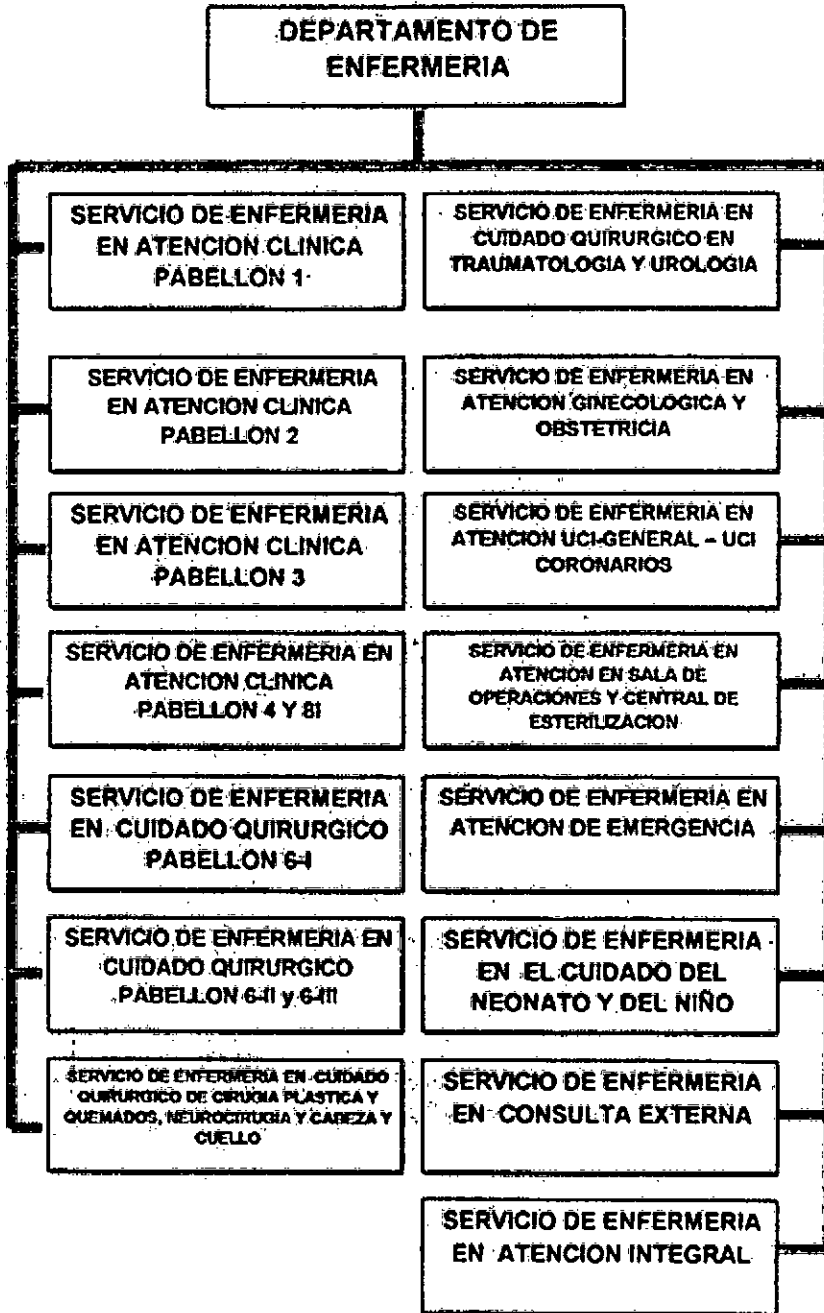 DEPARTAMENTO DE
ENFERMERIA
SERVICIO DE ENFERMERIA
EN ATENCION CLINICA
PABELLON 1
SERVICIO DE ENFERMERIA EN
CUIDADO QUIRURGICO EN
TRAUMATOLOGIA Y UROLOGIA
SERVICIO DE ENFERMERIA
EN ATENCION CLINICA
PABELLON 2
SERVICIO DE ENFERMERIA EN
ATENCION GINECOLOGICA Y
OBSTETRICIA
SERVICIO DE ENFERMERIA
EN ATENCION CLINICA
PABELLON 3
SERVICIO DE ENFERMERIA EN
ATENCION UCI-GENERAL – UCI
CORONARIOS
SERVICIO DE ENFERMERIA EN
ATENCION CLINICA
PABELLON 4 Y 8I
SERVICIO DE ENFERMERIA EN
ATENCION EN SALA DE
OPERACIONES Y CENTRAL DE
ESTERILIZACION
SERVICIO DE ENFERMERIA
EN CUIDADO QUIRURGICO
PABELLON 6-I
SERVICIO DE ENFERMERIA EN
ATENCION DE EMERGENCIA
SERVICIO DE ENFERMERIA EN
CUIDADO QUIRURGICO
PABELLON 6-II y 6-III
SERVICIO DE ENFERMERIA
EN EL CUIDADO DEL
NEONATO Y DEL NIÑO
SERVICIO DE ENFERMERIA EN CUIDADO
QUIRURGICO DE CIRUGIA PLASTICA Y
QUEMADOS, NEUROCIRUGIA Y CABEZA Y
CUELLO
SERVICIO DE ENFERMERIA
EN CONSULTA EXTERNA
SERVICIO DE ENFERMERIA
EN ATENCION INTEGRAL